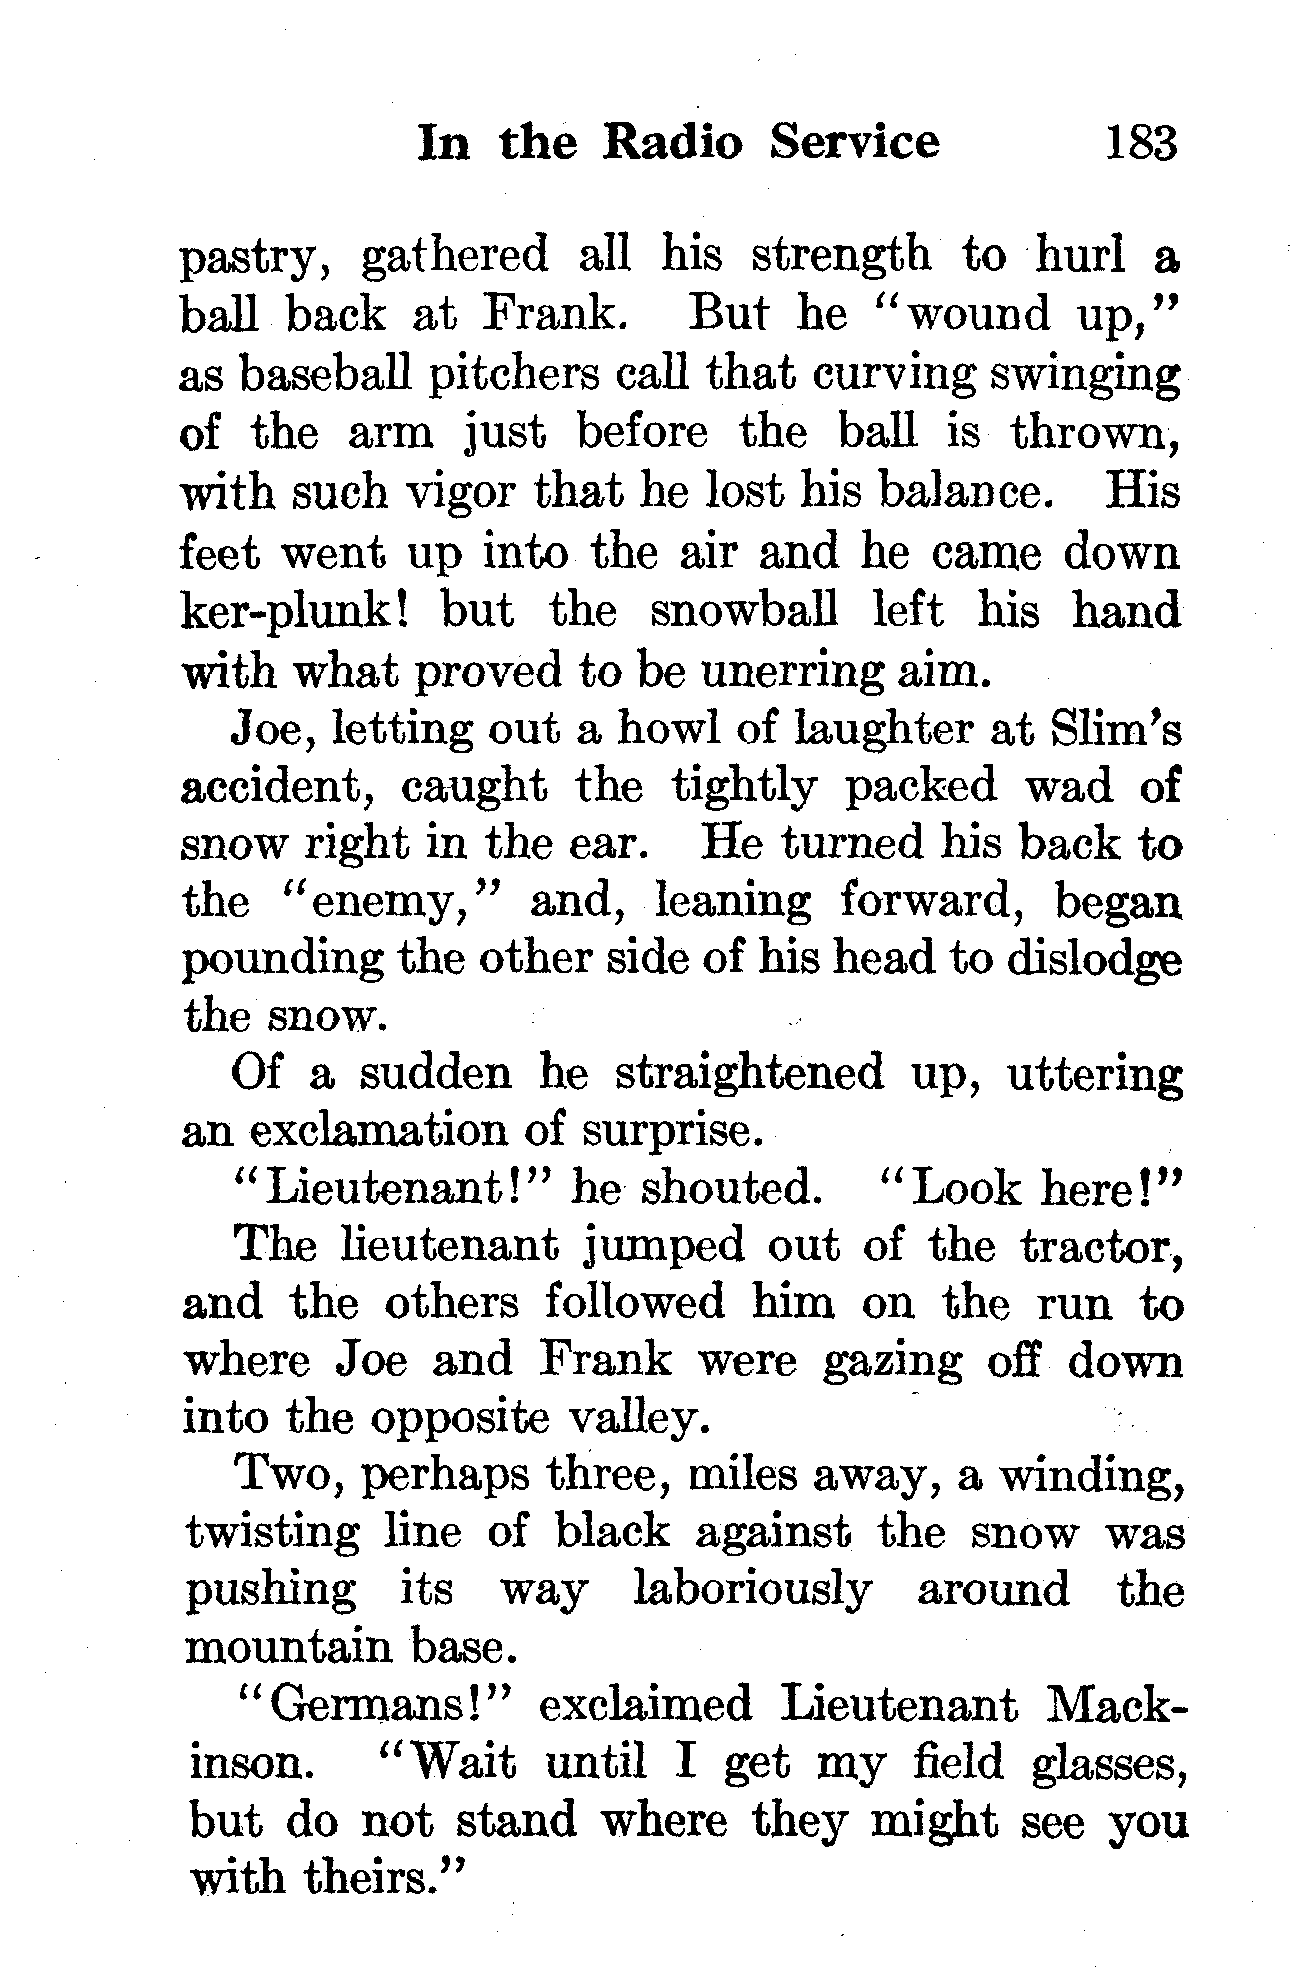 In the Radio Service 183
pastry, gathered all his strength to hurl a
ball back at Frank. But he "wound up,"
as baseball pitchers call that curving swinging
of the arm just before the ball is thrown,
with such vigor that he lost his balance. His
feet went up into the air and he came down
ker-plunk! but the snowball left his hand
with what proved to be unerring aim.
Joe, letting out a howl of laughter at Slim's
accident, caught the tightly packed wad of
snow right in the ear. He turned his back to
the "enemy," and, leaning forward, began
pounding the other side of his head to dislodge
the snow.
Of a sudden he straightened up, uttering
an exclamation of surprise.
"Lieutenant!" he shouted. "Look here!"
The lieutenant jumped out of the tractor,
and the others followed him on the run to
where Joe and Frank were gazing off down
into the opposite valley.
Two, perhaps three, miles away, a winding,
twisting line of black against the snow was
pushing its way laboriously around the
mountain base.
"Germans!" exclaimed Lieutenant Mack-
inson. "Wait until I get my field glasses,
but do not stand where they might see you
with theirs."